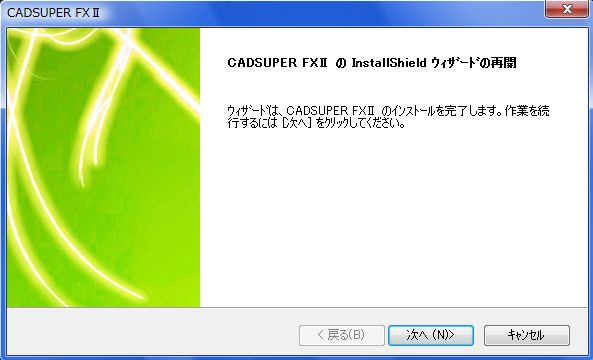 CADSUPER FXⅡ
CADSUPER FXⅡ の InstallShield ｳｨｻﾞｰﾄﾞの再開
ｳｨｻﾞｰﾄﾞは、CADSUPER FXⅡ のインストールを完了します。作業を続
行するには [次へ] をクリックしてください。
< 戻る(B)
次へ (N)>
ｷｬﾝｾﾙ